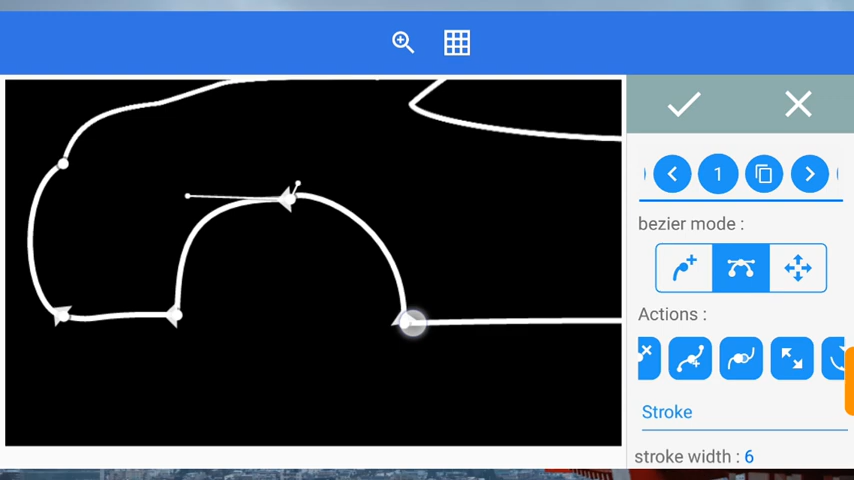 1
bezier mode :
Actions :
Stroke
stroke width : 6